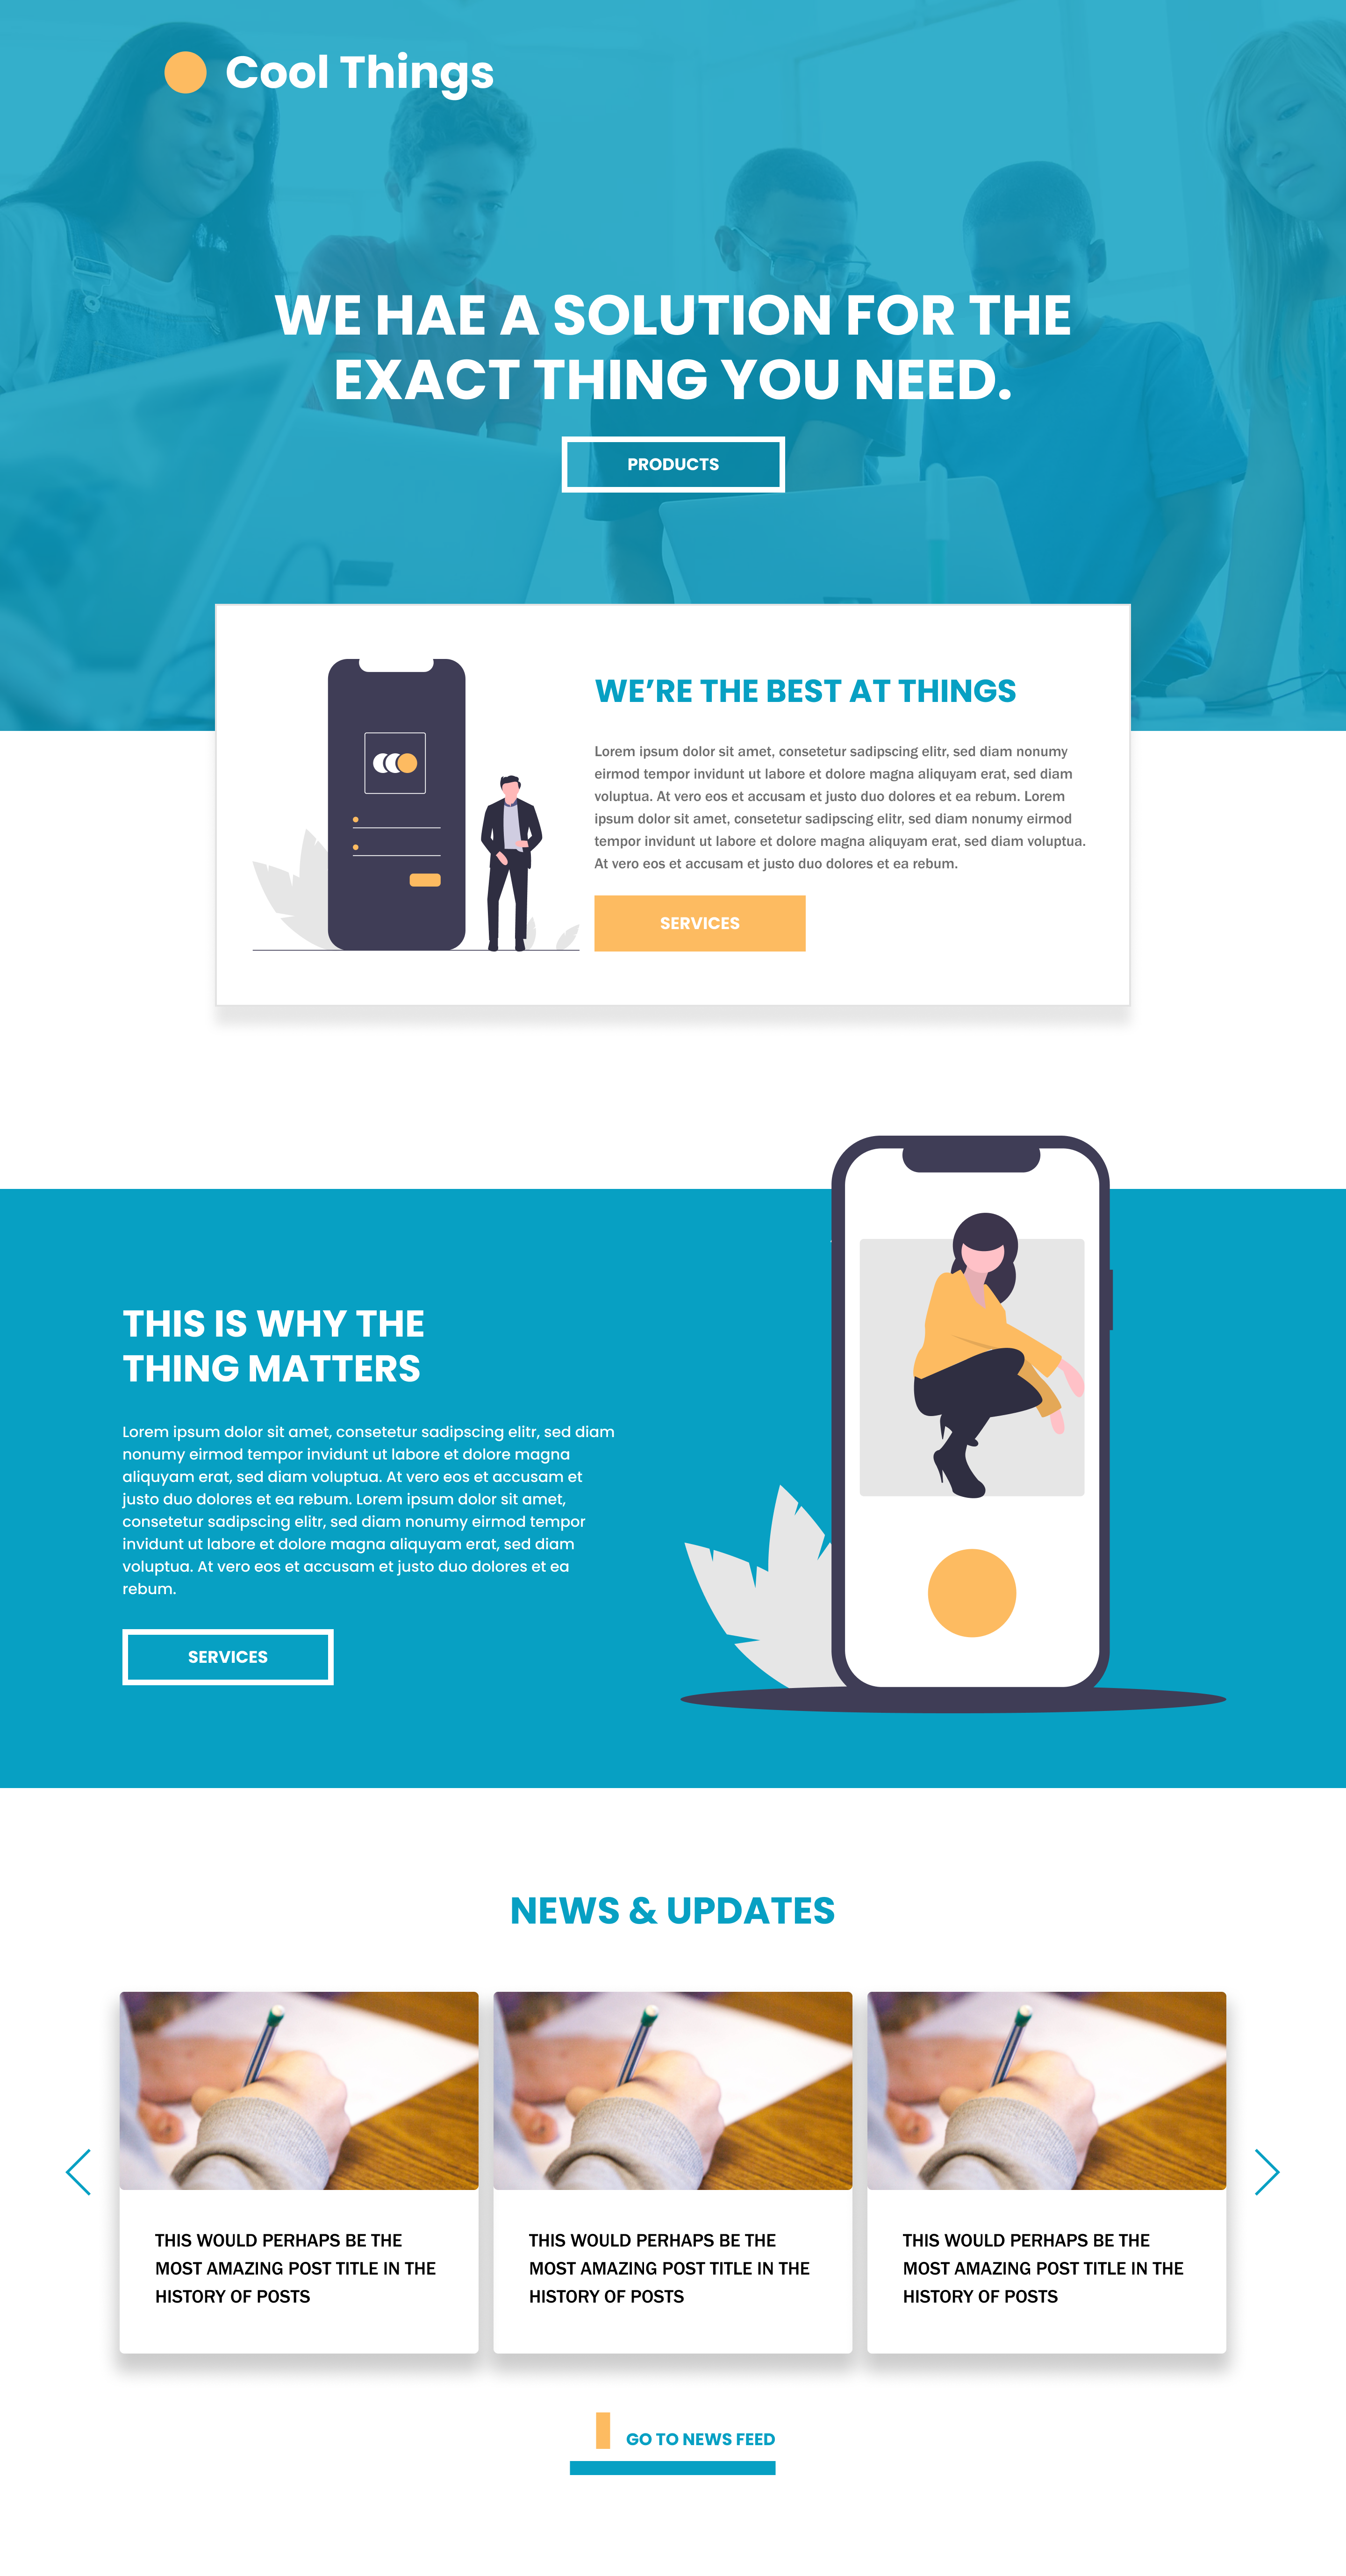 Cool Things
WE HAE A SOLUTION FOR THE
EXACT THING YOU NEED.
PRODUCTS
WE’RE THE BEST AT THINGS
Lorem ipsum dolor sit amet, consetetur sadipscing elitr, sed diam nonumy
eirmod tempor invidunt ut labore et dolore magna aliquyam erat, sed diam
voluptua. At vero eos et accusam et justo duo dolores et ea rebum. Lorem
ipsum dolor sit amet, consetetur sadipscing elitr, sed diam nonumy eirmod
tempor invidunt ut labore et dolore magna aliquyam erat, sed diam voluptua.
At vero eos et accusam et justo duo dolores et ea rebum.
SERVICES
THIS IS WHY THE
THING MATTERS
Lorem ipsum dolor sit amet, consetetur sadipscing elitr, sed diam
nonumy eirmod tempor invidunt ut labore et dolore magna
aliquyam erat, sed diam voluptua. At vero eos et accusam et
justo duo dolores et ea rebum. Lorem ipsum dolor sit amet,
consetetur sadipscing elitr, sed diam nonumy eirmod tempor
invidunt ut labore et dolore magna aliquyam erat, sed diam
voluptua. At vero eos et accusam et justo duo dolores et ea
rebum.
SERVICES
NEWS & UPDATES
THIS WOULD PERHAPS BE THE
MOST AMAZING POST TITLE IN THE
HISTORY OF POSTS
THIS WOULD PERHAPS BE THE
MOST AMAZING POST TITLE IN THE
HISTORY OF POSTS
THIS WOULD PERHAPS BE THE
MOST AMAZING POST TITLE IN THE
HISTORY OF POSTS
GO TO NEWS FEED